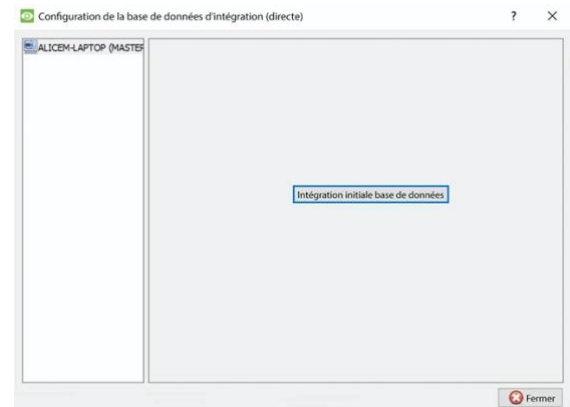 Configuration de la base de données d'intégration (directe)
? ×
ALICEM-LAPTOP (MASTER
Intégration initiale base de données
Fermer